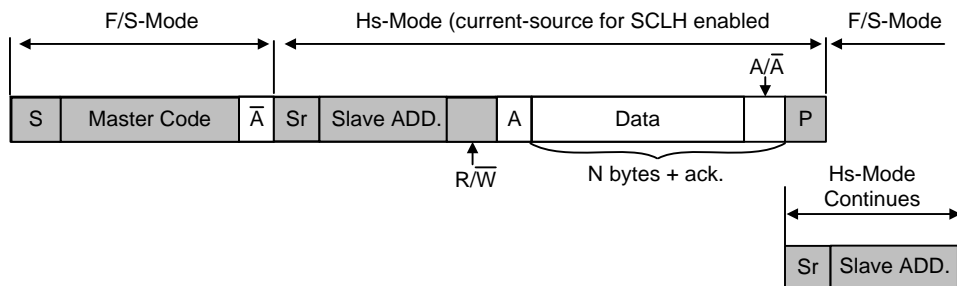 F/S-Mode Hs-Mode (current-source for SCLH enabled F/S-Mode
A/A̅
S Master Code A̅ Sr Slave ADD. A Data P
R/W̅ N bytes + ack.
Hs-Mode
Continues
Sr Slave ADD.